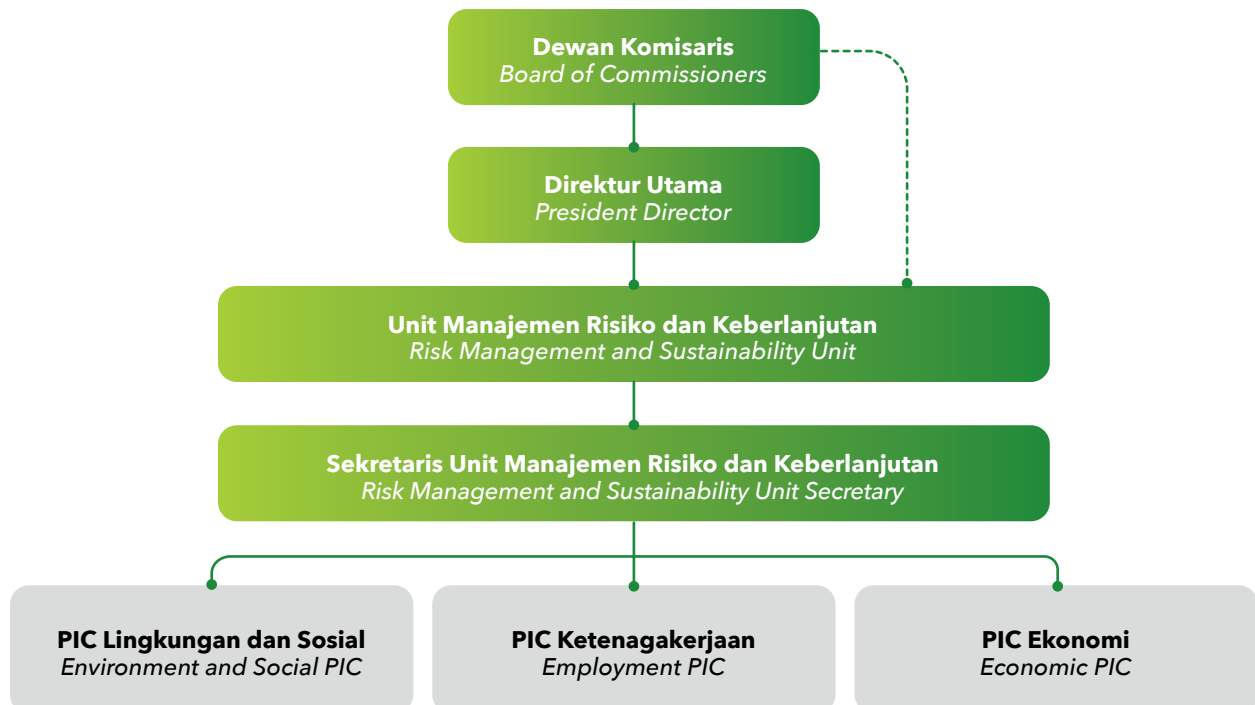 Dewan Komisaris
Board of Commissioners
Direktur Utama
President Director
Unit Manajemen Risiko dan Keberlanjutan
Risk Management and Sustainability Unit
Sekretaris Unit Manajemen Risiko dan Keberlanjutan
Risk Management and Sustainability Unit Secretary
PIC Lingkungan dan Sosial
Environment and Social PIC
PIC Ketenagakerjaan
Employment PIC
PIC Ekonomi
Economic PIC